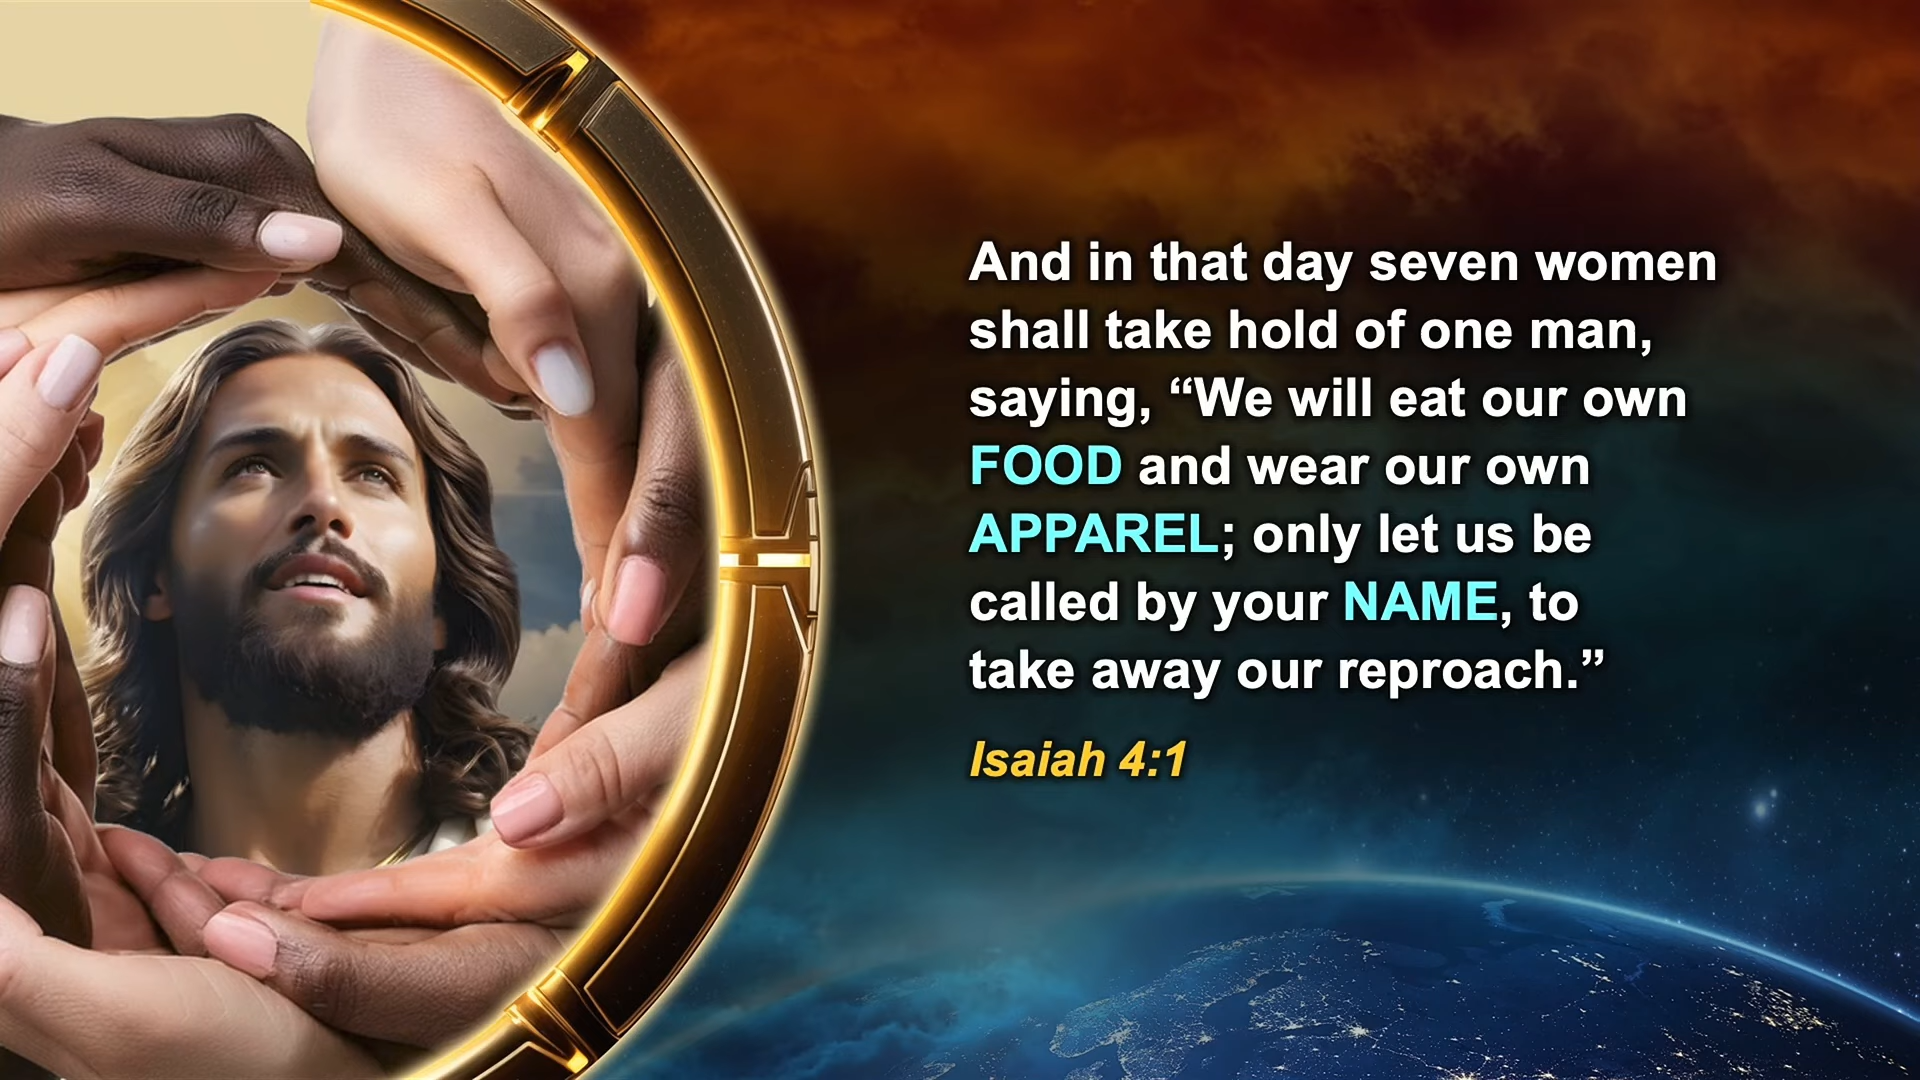 And in that day seven women
shall take hold of one man,
saying, “We will eat our own
FOOD and wear our own
APPAREL; only let us be
called by your NAME, to
take away our reproach.”
Isaiah 4:1